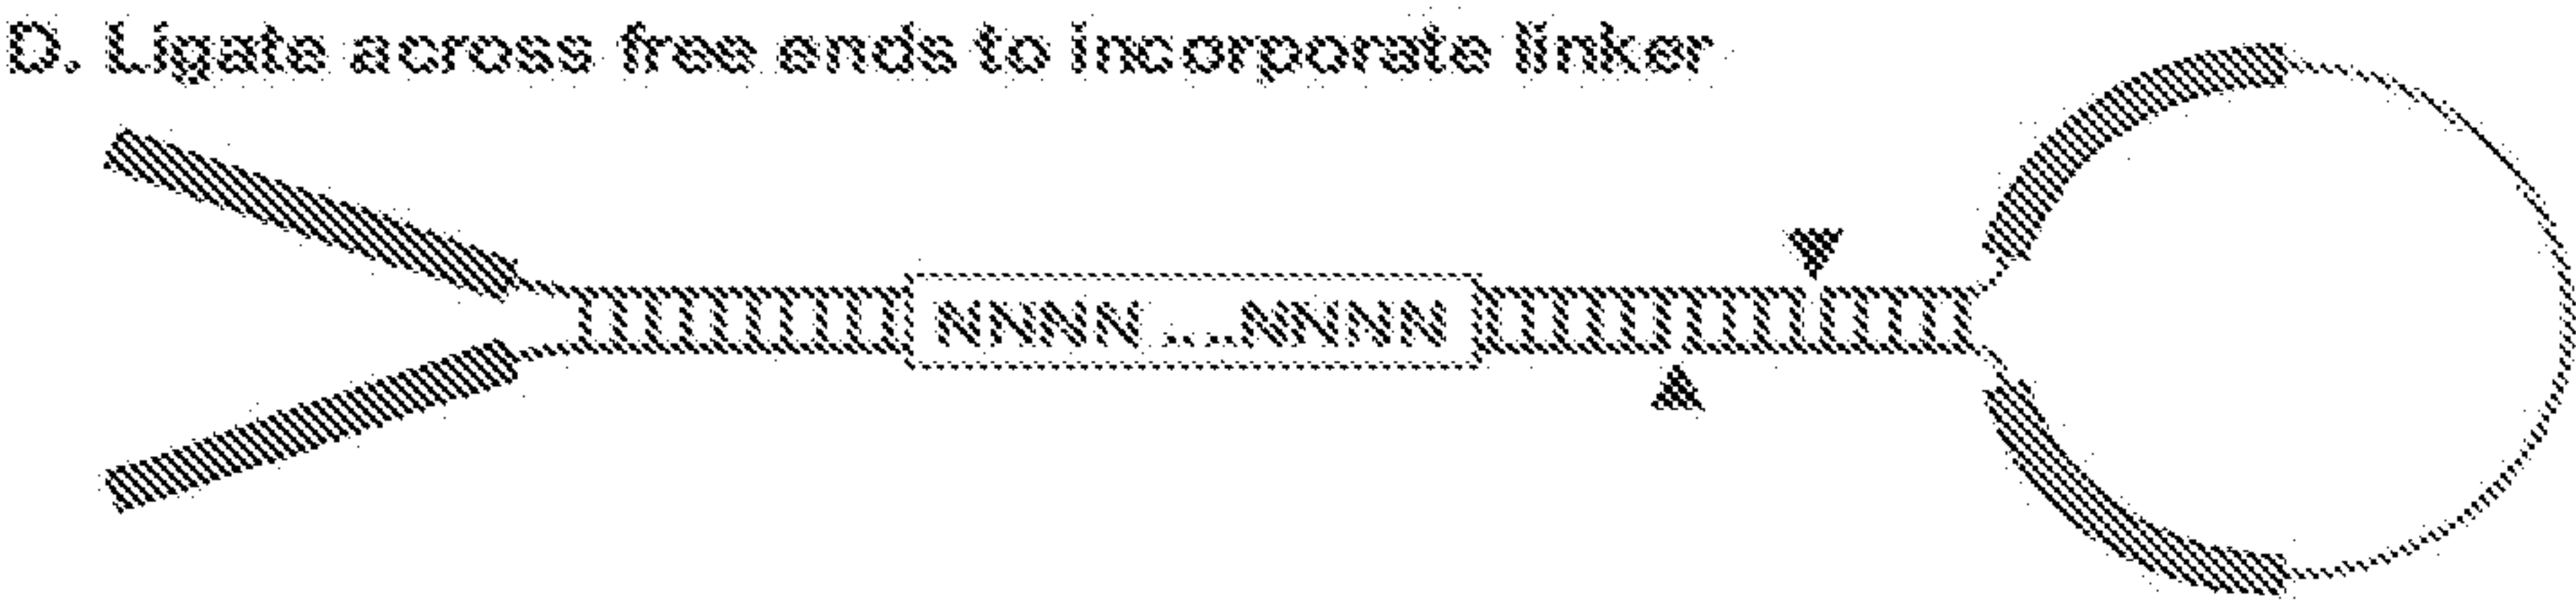 D. Ligate across free ends to incorporate linker
NNNN ....NNNN